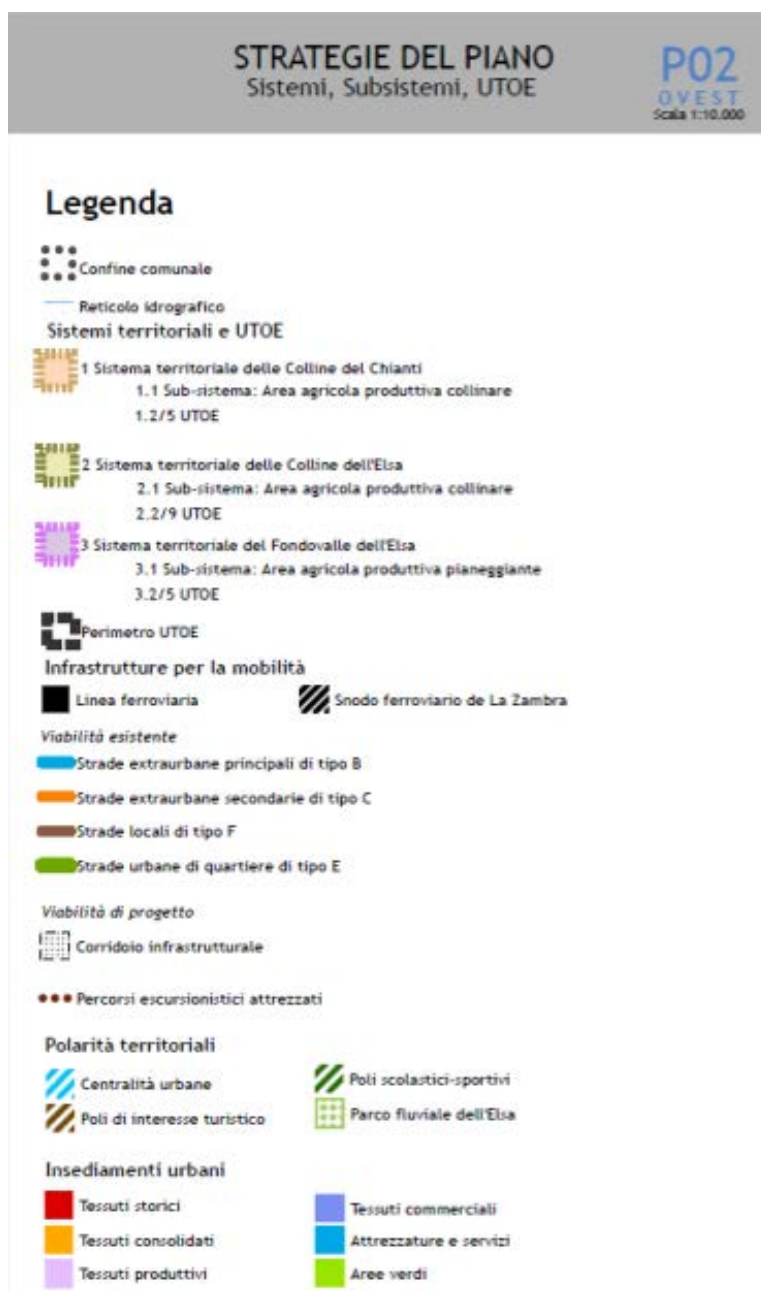 STRATEGIE DEL PIANO
Sistemi, Subsistemi, UTOE
P02
OVEST
Scala 1:10.000
Legenda
Confine comunale
Reticolo idrografico
Sistemi territoriali e UTOE
1 Sistema territoriale delle Colline del Chianti
1.1 Sub-sistema: Area agricola produttiva collinare
1.2/5 UTOE
2 Sistema territoriale delle Colline dell'Elsa
2.1 Sub-sistema: Area agricola produttiva collinare
2.2/9 UTOE
3 Sistema territoriale del Fondovalle dell'Elsa
3.1 Sub-sistema: Area agricola produttiva pianeggiante
3.2/5 UTOE
Perimetro UTOE
Infrastrutture per la mobilità
Linea ferroviaria
Snodo ferroviario de La Zambra
Viabilità esistente
Strade extraurbane principali di tipo B
Strade extraurbane secondarie di tipo C
Strade locali di tipo F
Strade urbane di quartiere di tipo E
Viabilità di progetto
Corridoio infrastrutturale
Percorsi escursionistici attrezzati
Polarità territoriali
Centralità urbane
Poli scolastici-sportivi
Poli di interesse turistico
Parco fluviale dell'Elsa
Insediamenti urbani
Tessuti storici
Tessuti commerciali
Tessuti consolidati
Attrezzature e servizi
Tessuti produttivi
Aree verdi